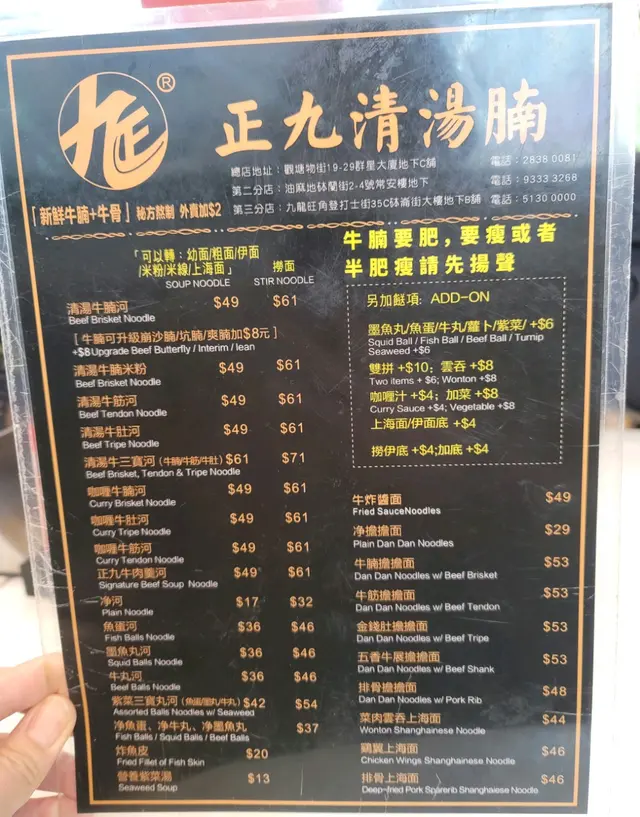 九正 ®
正九清湯腩
總店地址：觀塘物街19-29群星大廈地下C舖 電話：2838 0081
第二分店：油麻地砵蘭街2-4號常安樓地下 電話：9333 3268
第三分店：九龍旺角登打士街35C砵崙街大樓地下B舖 電話：5130 0000
「新鮮牛腩+牛骨」秘方熬制 外賣加$2
「可以轉：幼面/粗面/伊面
/米粉/米線/上海面」
SOUP NOODLE
撈面
STIR NOODLE
清湯牛腩河 $49 $61
Beef Brisket Noodle
[ 牛腩可升級崩沙腩/坑腩/爽腩加$8元 ]
+$8Upgrade Beef Butterfly / Interim / lean
清湯牛腩米粉 $49 $61
Beef Brisket Noodle
清湯牛筋河 $49 $61
Beef Tendon Noodle
清湯牛肚河 $49 $61
Beef Tripe Noodle
清湯牛三寶河（牛腩/牛筋/牛肚） $61 $71
Beef Brisket, Tendon & Tripe Noodle
咖喱牛腩河 $49 $61
Curry Brisket Noodle
咖喱牛肚河 $49 $61
Curry Tripe Noodle
咖喱牛筋河 $49 $61
Curry Tendon Noodle
正九牛肉羹河 $49 $61
Signature Beef Soup Noodle
净河 $17 $32
Plain Noodle
魚蛋河 $36 $46
Fish Balls Noodle
墨魚丸河 $36 $46
Squid Balls Noodle
牛丸河 $36 $46
Beef Balls Noodle
紫菜三寶丸河（魚蛋/墨丸/牛丸） $42 $54
Assorted Balls Noodles w/ Seaweed
净魚蛋、净牛丸、净墨魚丸 $37
Fish Balls / Squid Balls / Beef Balls
炸魚皮 $20
Fried Fillet of Fish Skin
營養紫菜湯 $13
Seaweed Soup
牛腩要肥，要瘦或者
半肥瘦請先揚聲
另加餸項：ADD-ON
墨魚丸/魚蛋/牛丸/蘿卜/紫菜/ +$6
Squid Ball / Fish Ball / Beef Ball / Turnip
Seaweed +$6
雙拼 +$10; 雲吞 +$8
Two items + $6; Wonton +$8
咖喱汁 +$4; 加菜 +$8
Curry Sauce +$4; Vegetable +$8
上海面/伊面底 +$4
撈伊底 +$4;加底 +$4
牛炸醬面 $49
Fried SauceNoodles
净擔擔面 $29
Plain Dan Dan Noodles
牛腩擔擔面 $53
Dan Dan Noodles w/ Beef Brisket
牛筋擔擔面 $53
Dan Dan Noodles w/ Beef Tendon
金錢肚擔擔面 $53
Dan Dan Noodles w/ Beef Tripe
五香牛展擔擔面 $53
Dan Dan Noodles w/ Beef Shank
排骨擔擔面 $48
Dan Dan Noodles w/ Pork Rib
菜肉雲吞上海面 $44
Wonton Shanghainese Noodle
鷄翼上海面 $46
Chicken Wings Shanghainese Noodle
排骨上海面 $46
Deep-fried Pork Sparerib Shanghaiese Noodle